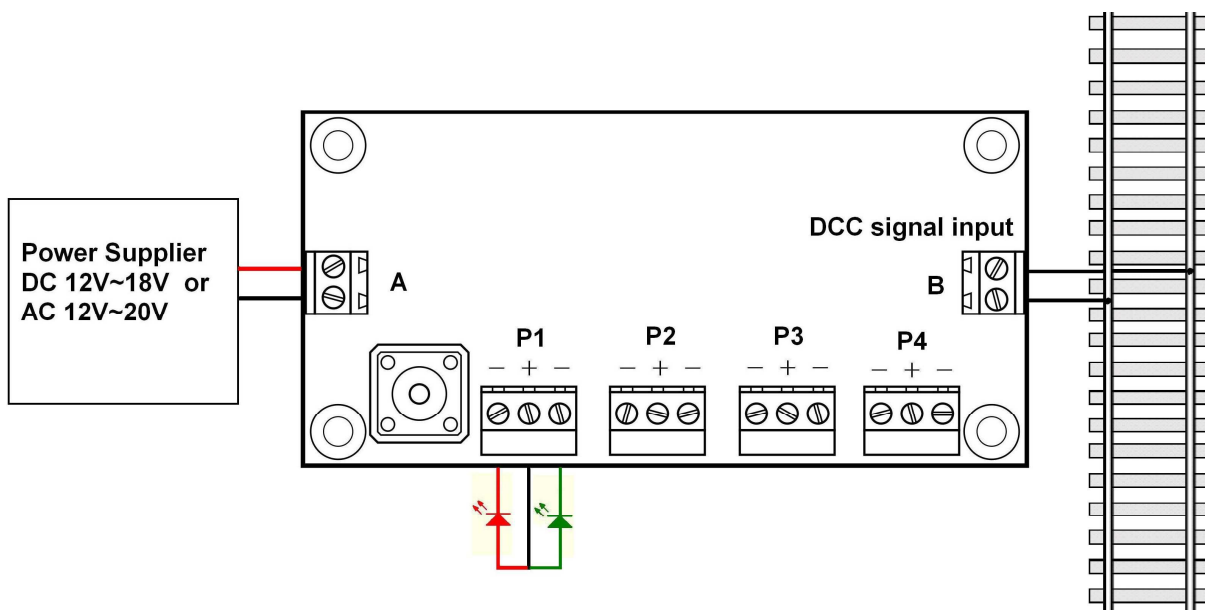 Power Supplier
DC 12V~18V or
AC 12V~20V
A
DCC signal input
B
P1
− + −
P2
− + −
P3
− + −
P4
− + −